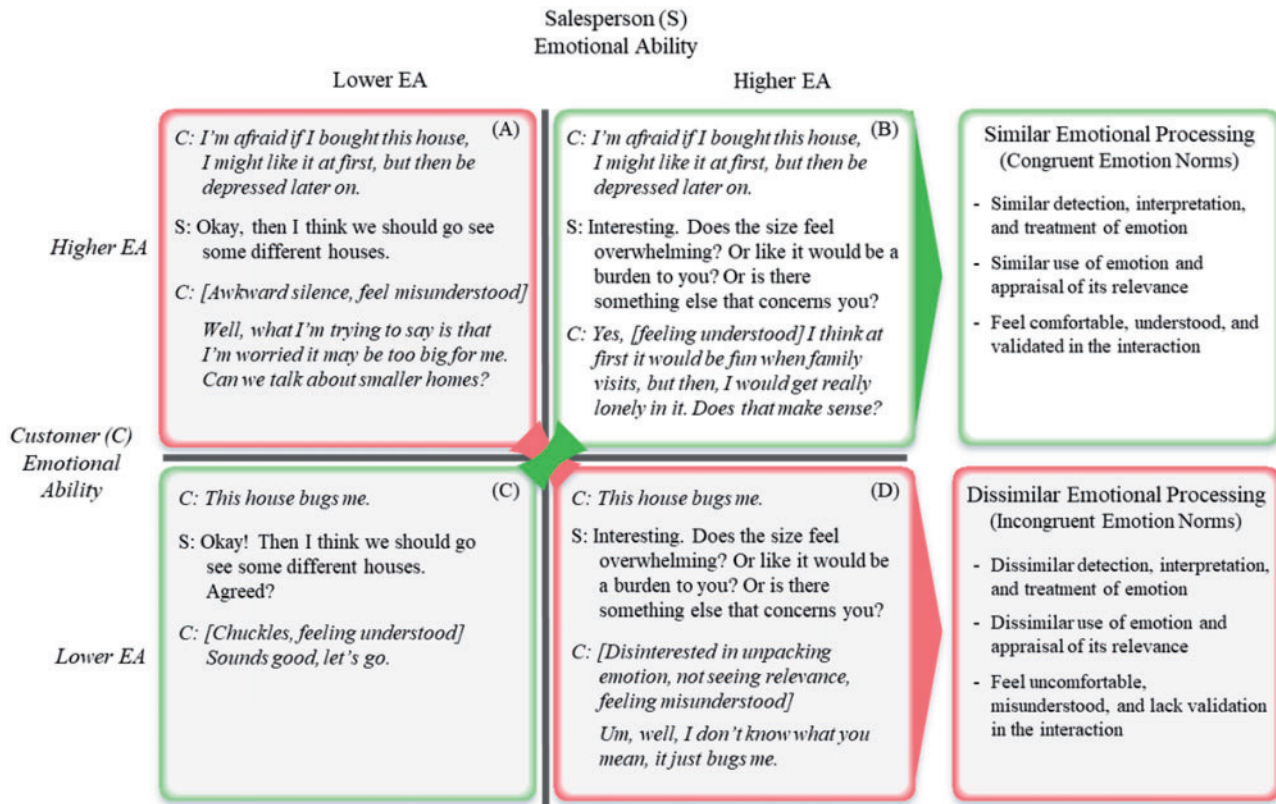 Salesperson (S)
Emotional Ability
Lower EA
Higher EA
Customer (C)
Emotional
Ability
Higher EA
(A)
C: I'm afraid if I bought this house,
I might like it at first, but then be
depressed later on.
S: Okay, then I think we should go see
some different houses.
C: [Awkward silence, feel misunderstood]
Well, what I'm trying to say is that
I'm worried it may be too big for me.
Can we talk about smaller homes?
(B)
C: I'm afraid if I bought this house,
I might like it at first, but then be
depressed later on.
S: Interesting. Does the size feel
overwhelming? Or like it would be a
burden to you? Or is there
something else that concerns you?
C: Yes, [feeling understood] I think at
first it would be fun when family
visits, but then, I would get really
lonely in it. Does that make sense?
Similar Emotional Processing
(Congruent Emotion Norms)
- Similar detection, interpretation,
and treatment of emotion
- Similar use of emotion and
appraisal of its relevance
- Feel comfortable, understood, and
validated in the interaction
Lower EA
(C)
C: This house bugs me.
S: Okay! Then I think we should go
see some different houses.
Agreed?
C: [Chuckles, feeling understood]
Sounds good, let's go.
(D)
C: This house bugs me.
S: Interesting. Does the size feel
overwhelming? Or like it would be
a burden to you? Or is there
something else that concerns you?
C: [Disinterested in unpacking
emotion, not seeing relevance,
feeling misunderstood]
Um, well, I don't know what you
mean, it just bugs me.
Dissimilar Emotional Processing
(Incongruent Emotion Norms)
- Dissimilar detection, interpretation,
and treatment of emotion
- Dissimilar use of emotion and
appraisal of its relevance
- Feel uncomfortable,
misunderstood, and lack validation
in the interaction